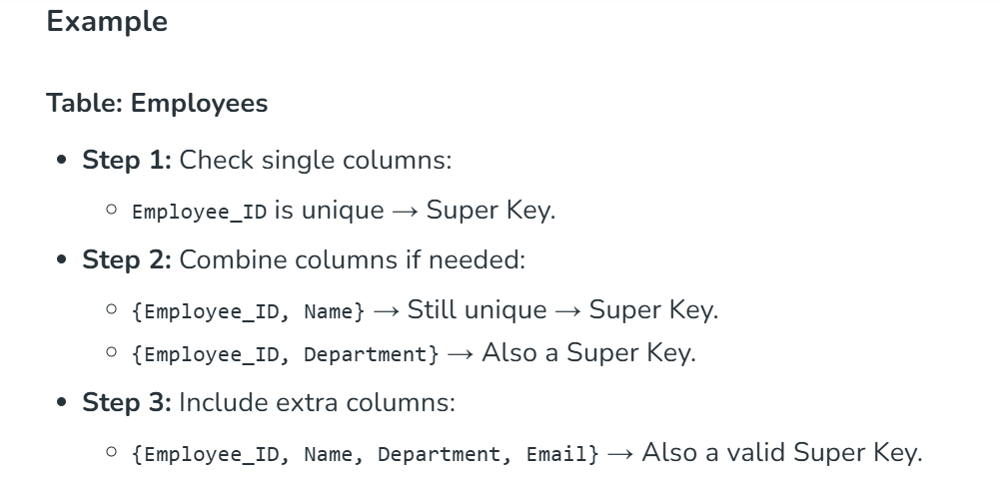 Example
Table: Employees
• Step 1: Check single columns:
○ Employee_ID is unique → Super Key.
• Step 2: Combine columns if needed:
○ {Employee_ID, Name} → Still unique → Super Key.
○ {Employee_ID, Department} → Also a Super Key.
• Step 3: Include extra columns:
○ {Employee_ID, Name, Department, Email} → Also a valid Super Key.